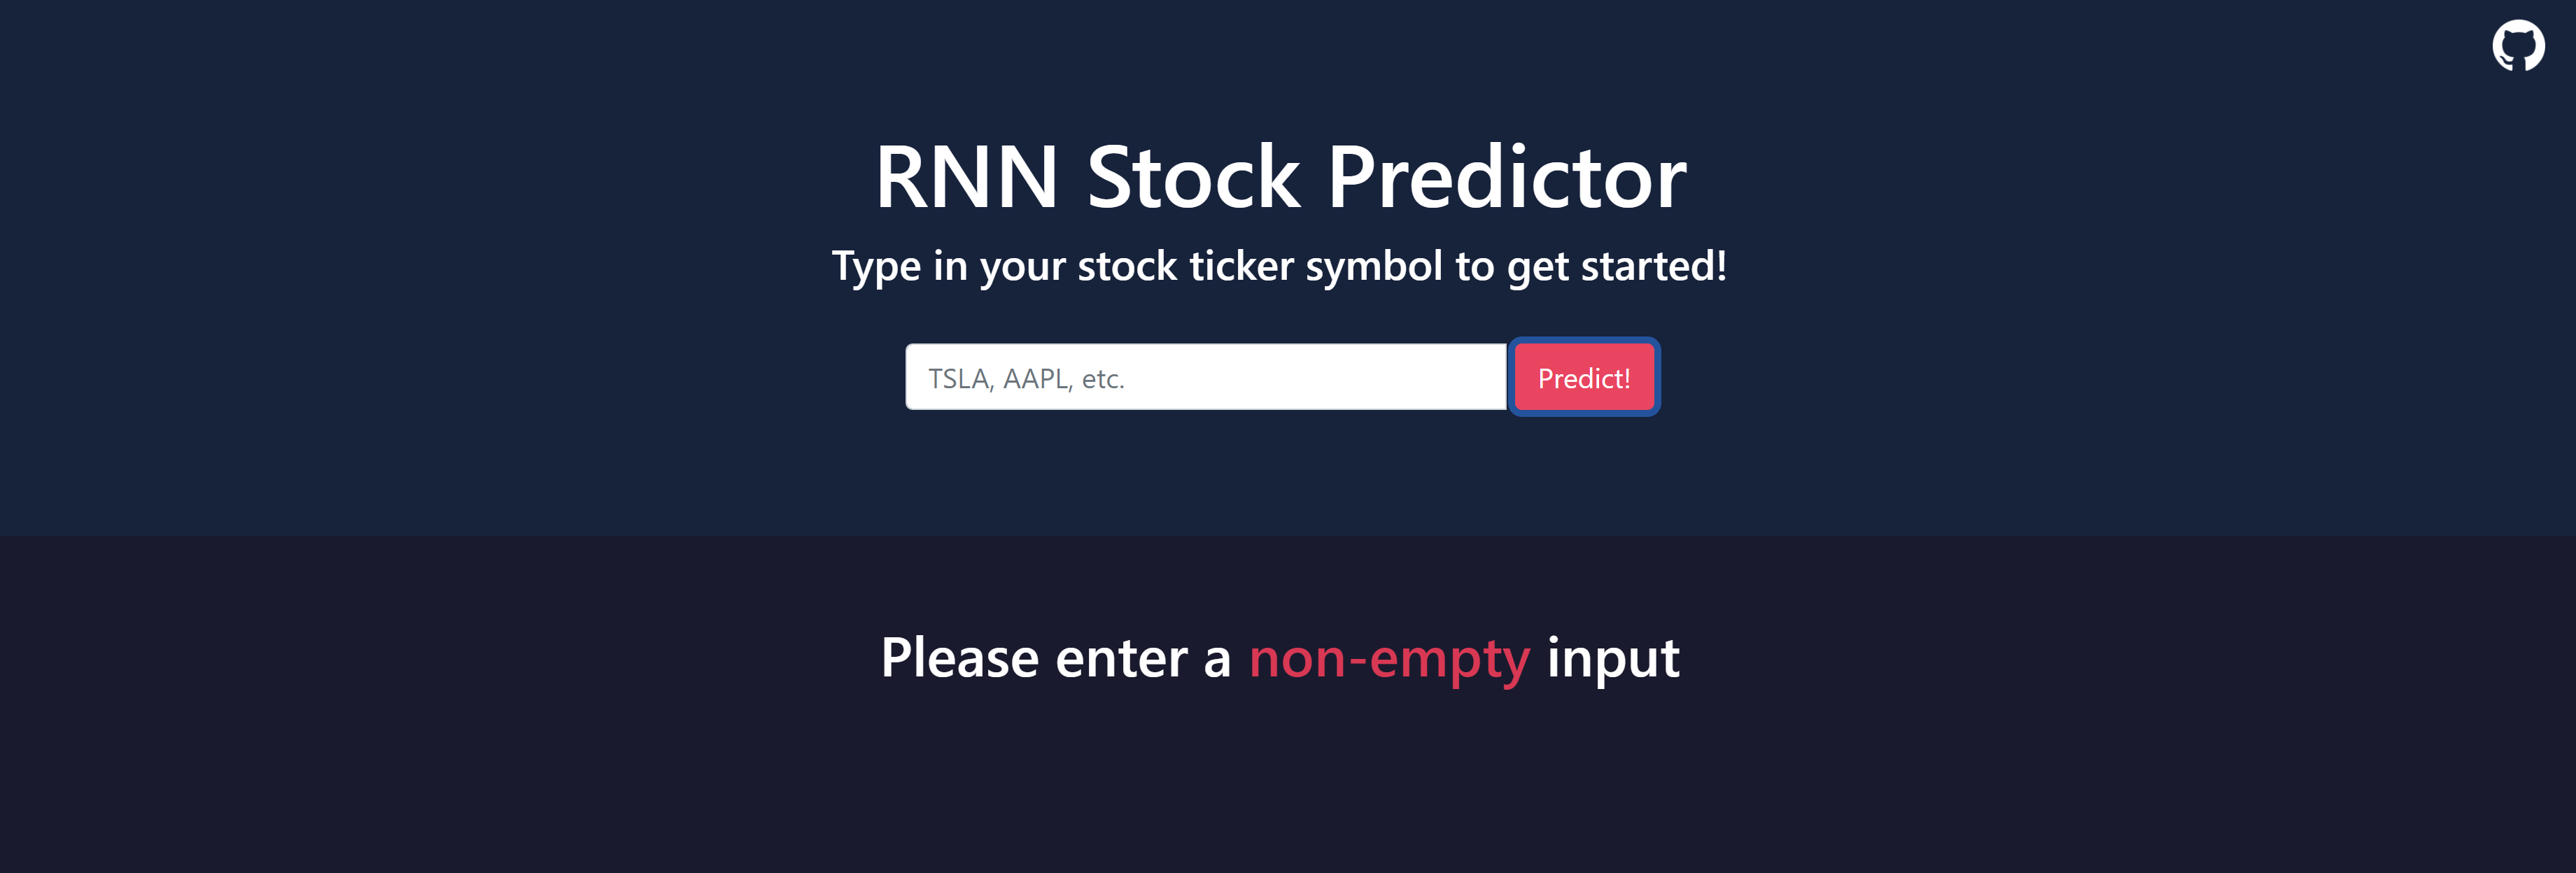 RNN Stock Predictor
Type in your stock ticker symbol to get started!
TSLA, AAPL, etc.
Predict!
Please enter a non-empty input